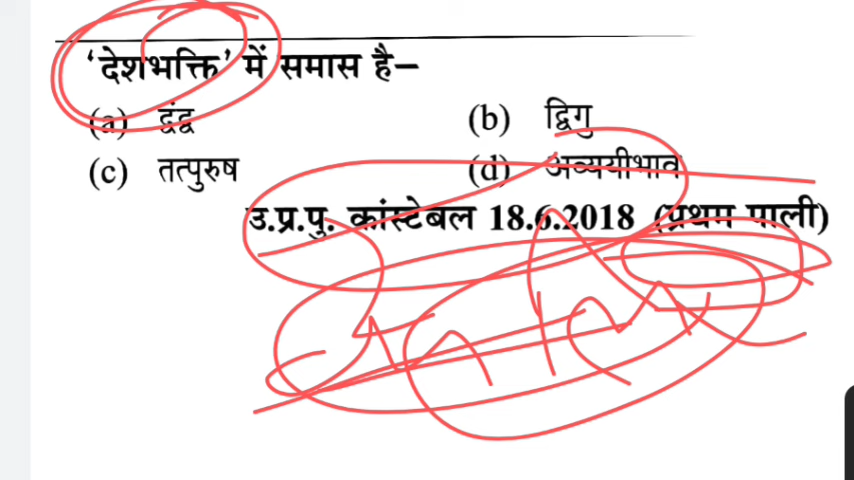 ‘देशभक्ति’ में समास है–
(a) द्वंद्व (b) द्विगु
(c) तत्पुरुष (d) अव्ययीभाव
उ.प्र.पु. कांस्टेबल 18.6.2018 (प्रथम पाली)